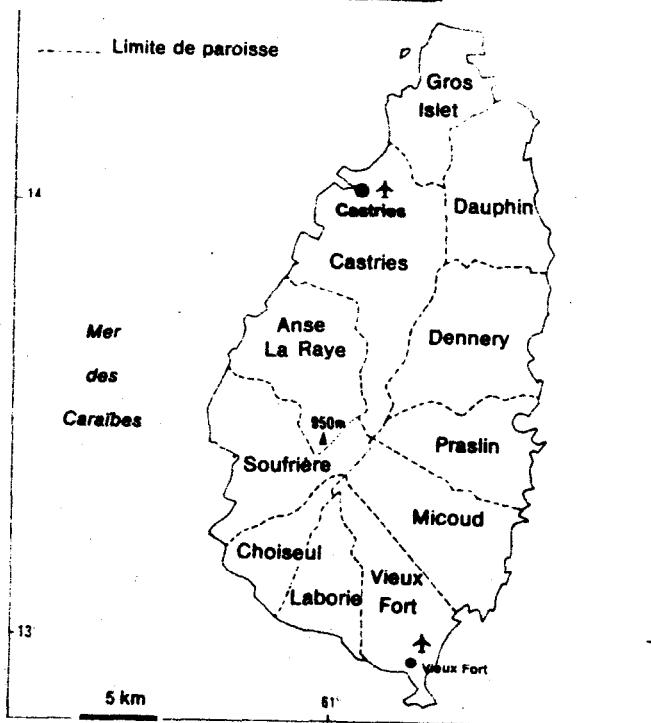 Limite de paroisse
Gros
Islet
14
Castries
Dauphin
Castries
Mer
des
Caraïbes
Anse
La Raye
Dennery
950m
Praslin
Soufrière
Micoud
Choiseul
Vieux
Fort
Laborie
13
Vieux Fort
5 km
61